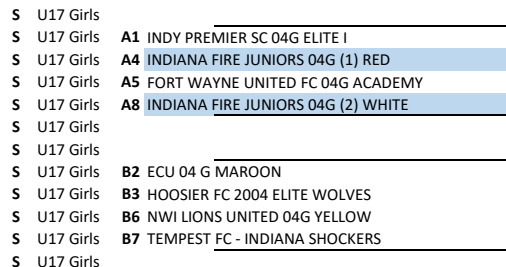 S U17 Girls
S U17 Girls A1 INDY PREMIER SC 04G ELITE I
S U17 Girls A4 INDIANA FIRE JUNIORS 04G (1) RED
S U17 Girls A5 FORT WAYNE UNITED FC 04G ACADEMY
S U17 Girls A8 INDIANA FIRE JUNIORS 04G (2) WHITE
S U17 Girls
S U17 Girls
S U17 Girls B2 ECU 04 G MAROON
S U17 Girls B3 HOOSIER FC 2004 ELITE WOLVES
S U17 Girls B6 NWI LIONS UNITED 04G YELLOW
S U17 Girls B7 TEMPEST FC - INDIANA SHOCKERS
S U17 Girls